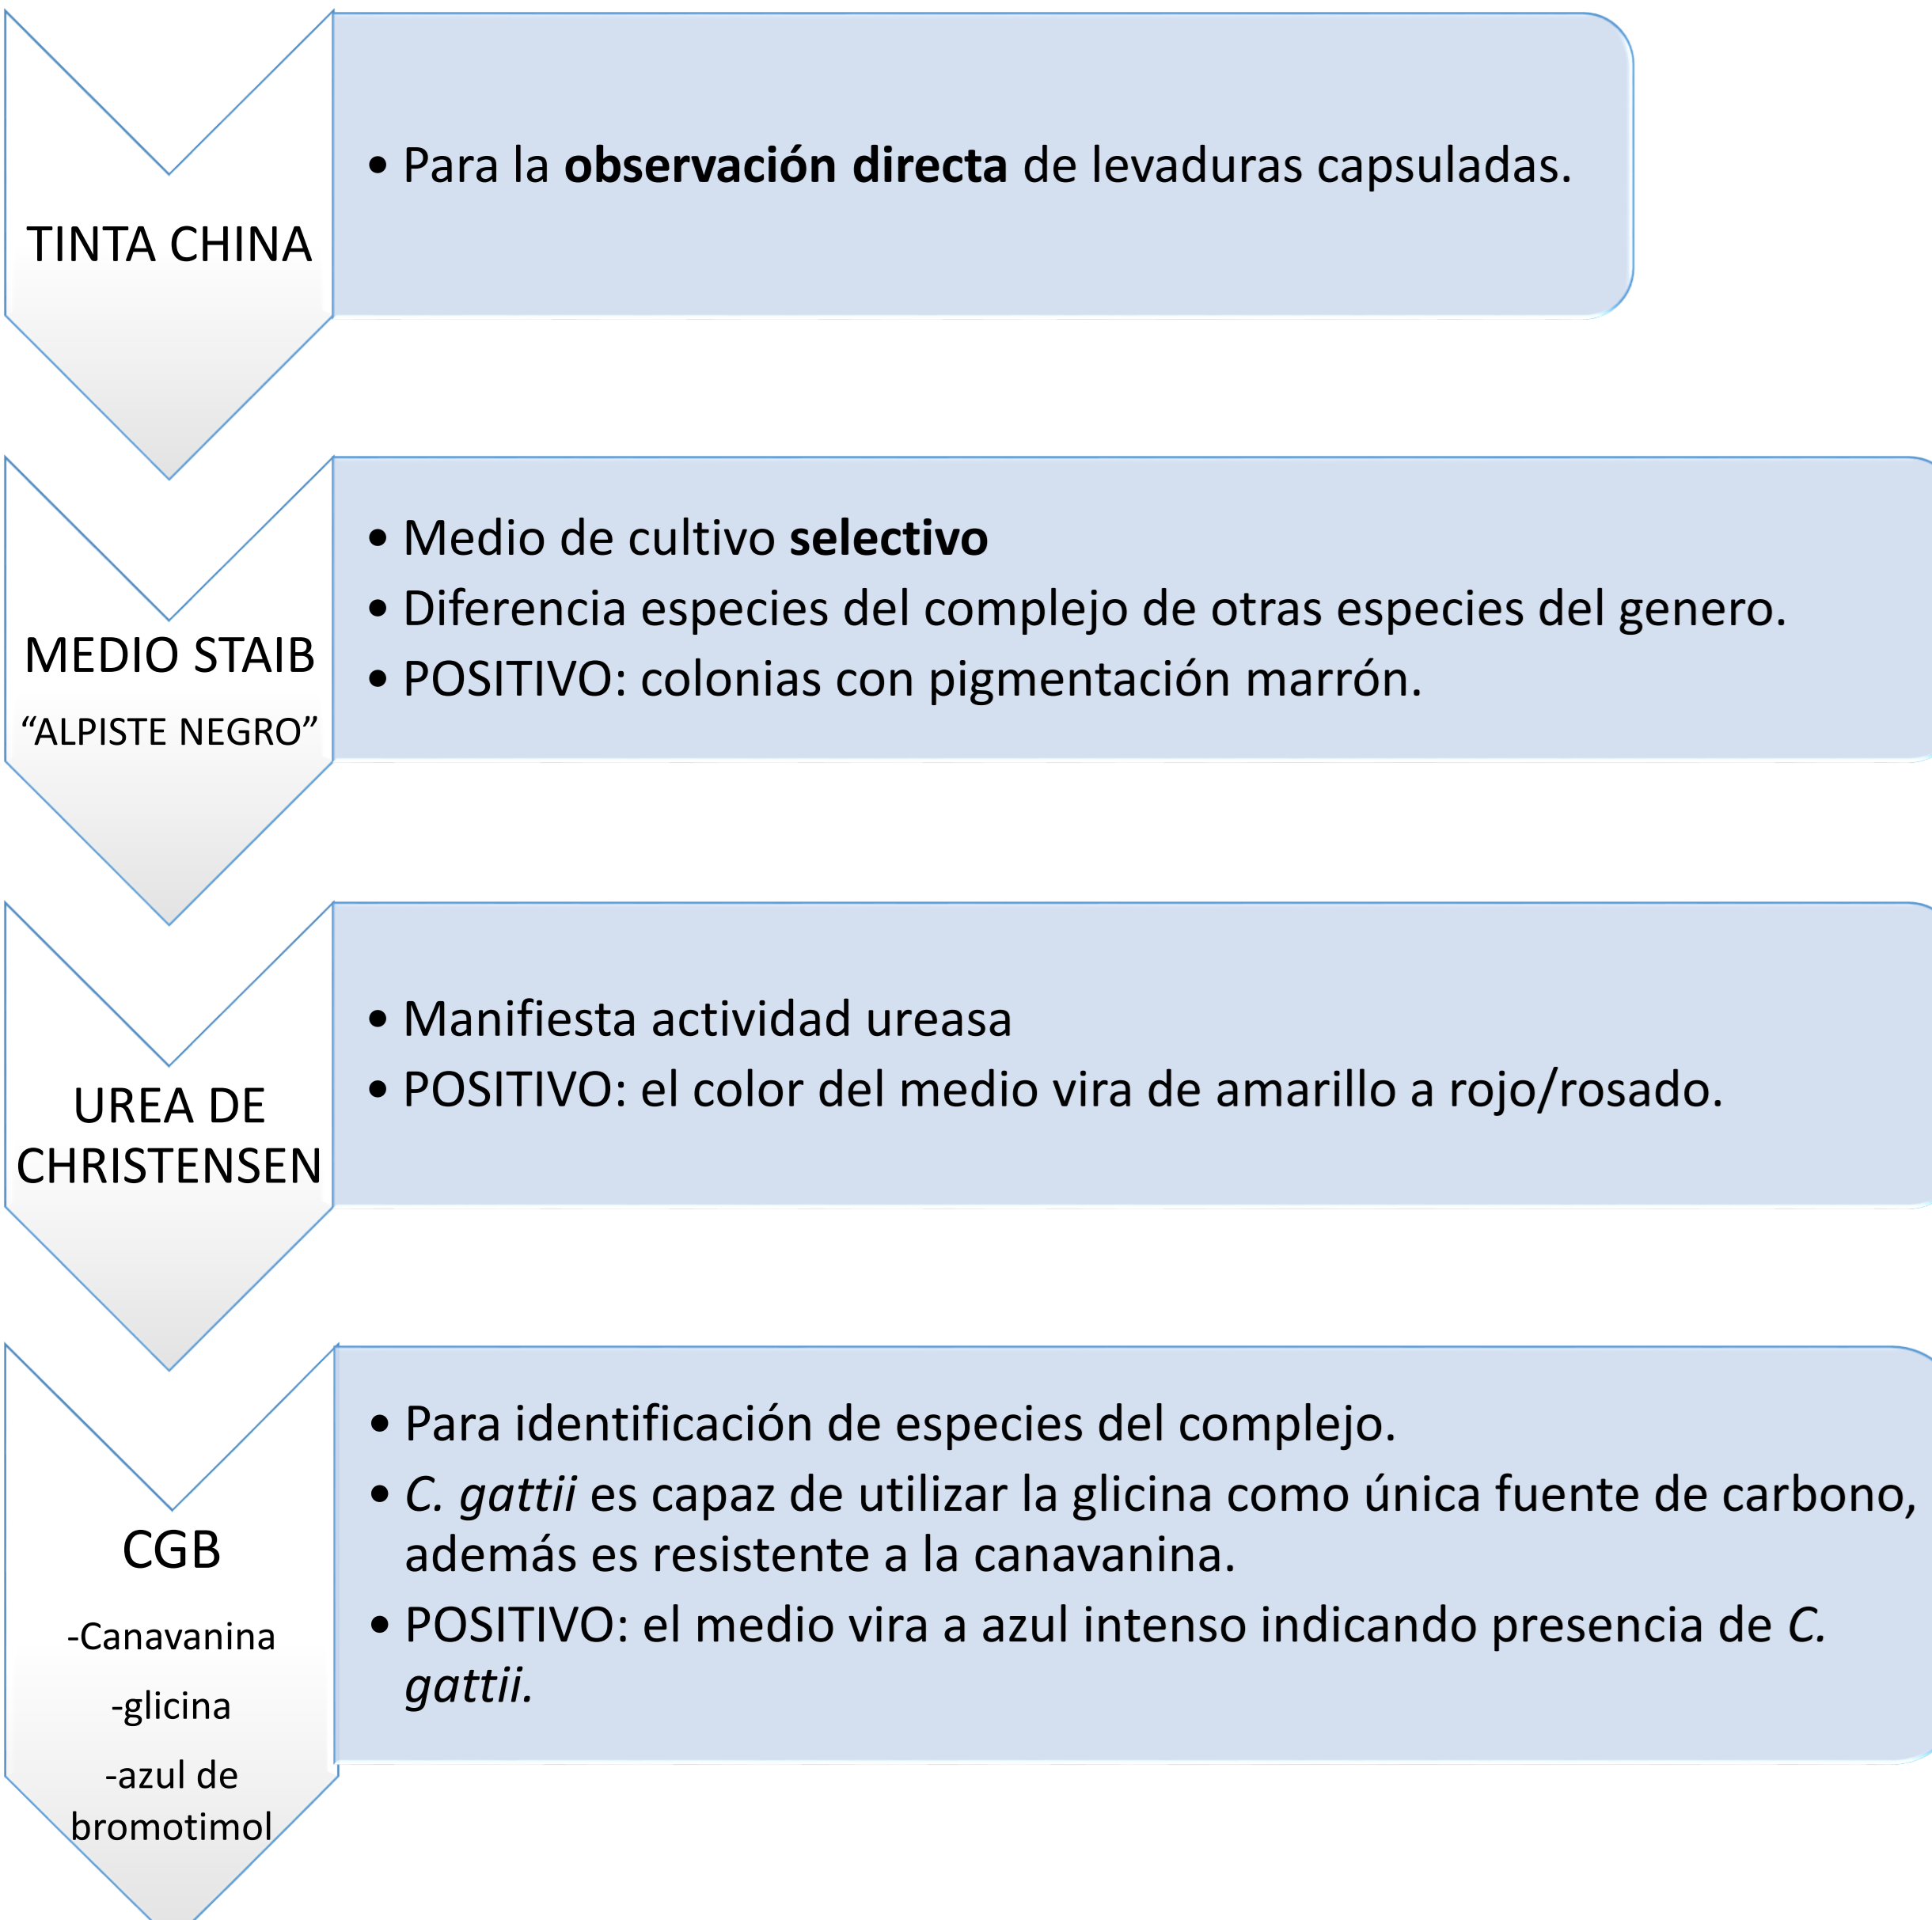 TINTA CHINA
• Para la observación directa de levaduras capsuladas.
MEDIO STAIB
“ALPISTE NEGRO”
• Medio de cultivo selectivo
• Diferencia especies del complejo de otras especies del genero.
• POSITIVO: colonias con pigmentación marrón.
UREA DE
CHRISTENSEN
• Manifiesta actividad ureasa
• POSITIVO: el color del medio vira de amarillo a rojo/rosado.
CGB
-Canavanina
-glicina
-azul de
bromotimol
• Para identificación de especies del complejo.
• C. gattii es capaz de utilizar la glicina como única fuente de carbono,
además es resistente a la canavanina.
• POSITIVO: el medio vira a azul intenso indicando presencia de C.
gattii.